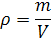 ρ = m/V